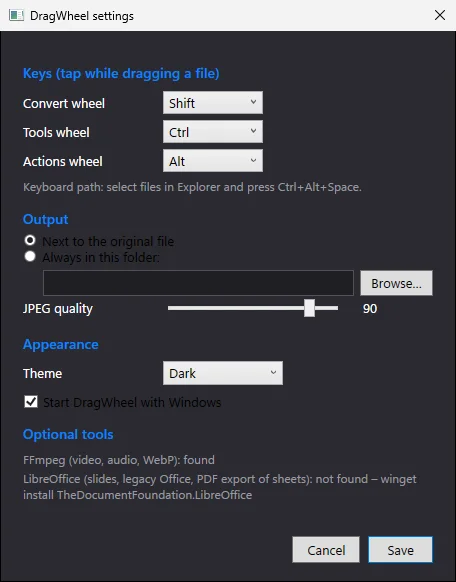 DragWheel settings
Keys (tap while dragging a file)
Convert wheel Shift
Tools wheel Ctrl
Actions wheel Alt
Keyboard path: select files in Explorer and press Ctrl+Alt+Space.
Output
Next to the original file
Always in this folder:
Browse...
JPEG quality 90
Appearance
Theme Dark
Start DragWheel with Windows
Optional tools
FFmpeg (video, audio, WebP): found
LibreOffice (slides, legacy Office, PDF export of sheets): not found – winget
install TheDocumentFoundation.LibreOffice
Cancel Save